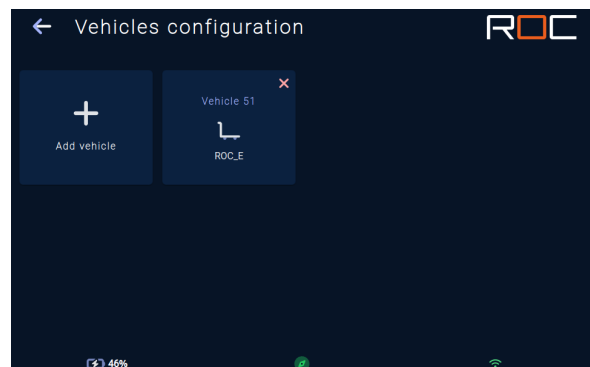 Vehicles configuration
ROC
Vehicle 51
Add vehicle
ROC_E
46%